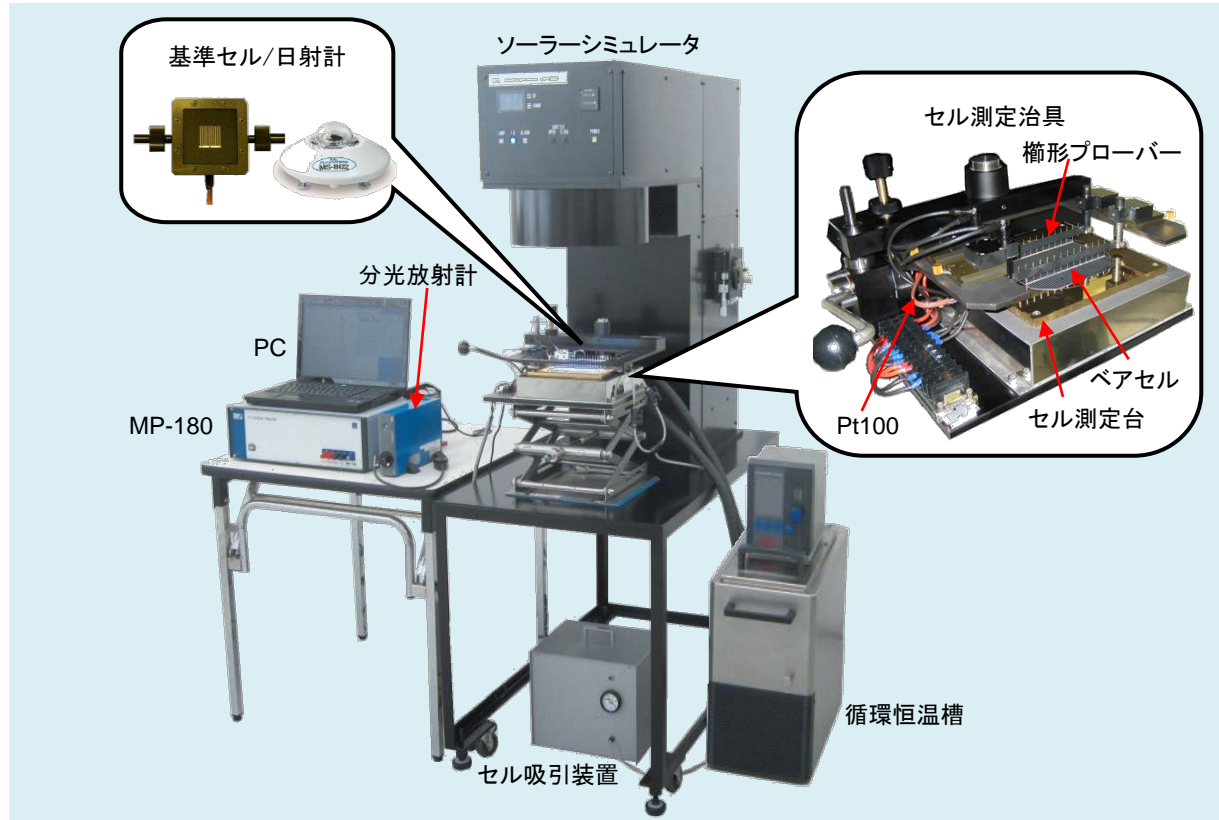 ソーラーシミュレータ
基準セル/日射計
MS-802
セル測定治具
櫛形プローバー
分光放射計
PC
MP-180
ベアセル
セル測定台
Pt100
循環恒温槽
セル吸引装置